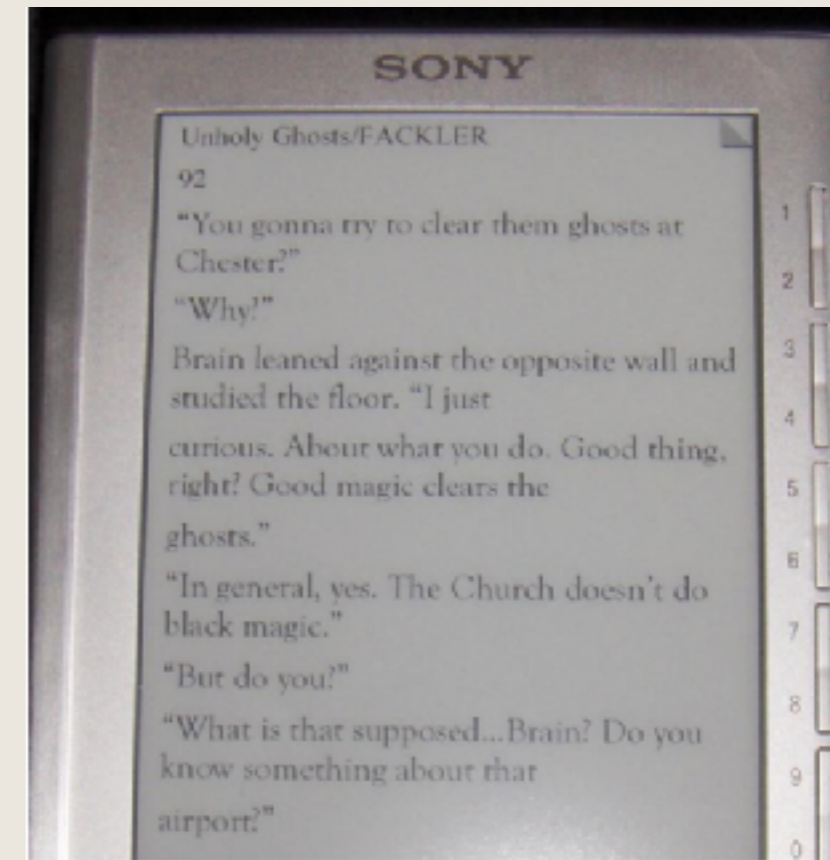 SONY
Unholy Ghosts/FACKLER
92
“You gonna try to clear them ghosts at
Chester?”
“Why?”
Brain leaned against the opposite wall and
studied the floor. “I just
curious. About what you do. Good thing,
right? Good magic clears the
ghosts.”
“In general, yes. The Church doesn’t do
black magic.”
“But do you?”
“What is that supposed...Brain? Do you
know something about that
airport?”
1
2
3
4
5
6
7
8
9
0